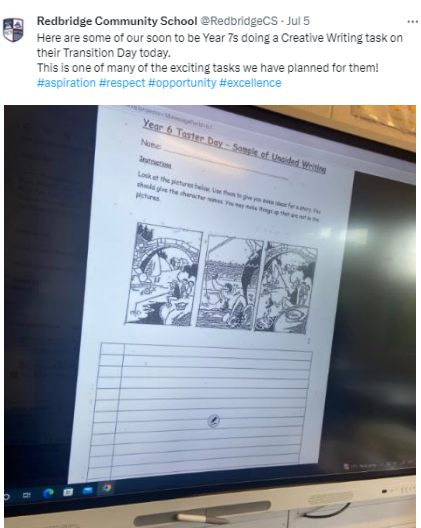 Redbridge Community School @RedbridgeCS · Jul 5
Here are some of our soon to be Year 7s doing a Creative Writing task on
their Transition Day today.
This is one of many of the exciting tasks we have planned for them!
#aspiration #respect #opportunity #excellence
Year 6 Taster Day - Sample of Unaided Writing
Name:
Instructions
Look at the pictures below. Use them to give you some ideas for a story. You
should give the character names. You may make things up that are not in the
pictures.